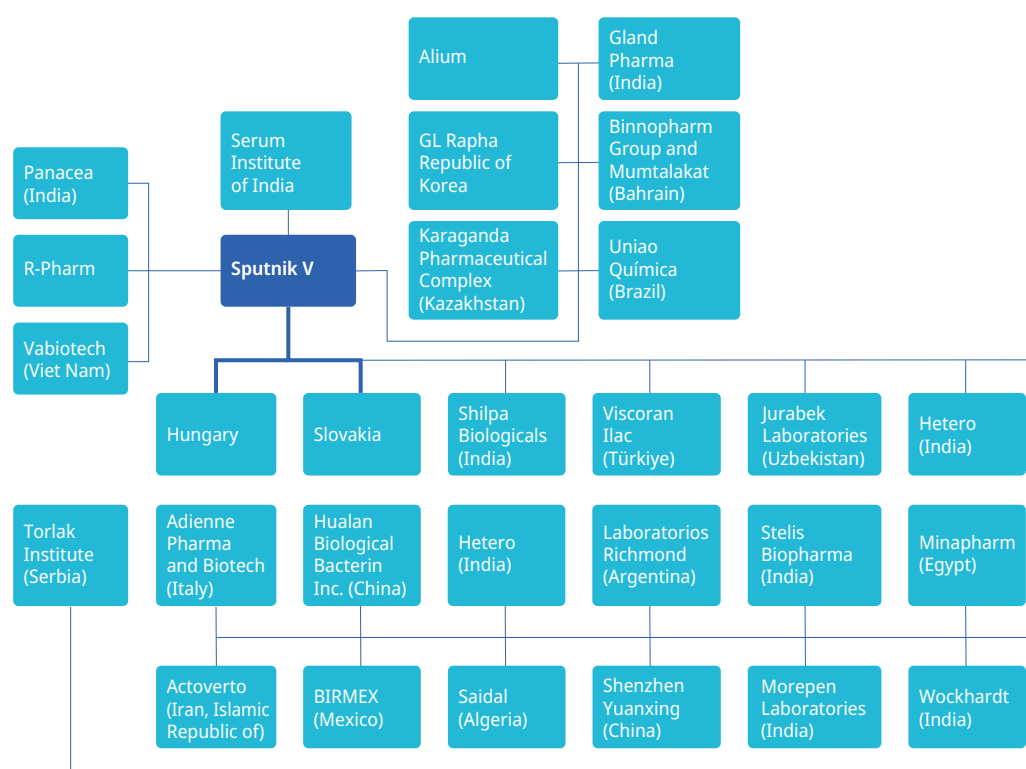 Alium
Gland
Pharma
(India)
Serum
Institute
of India
GL Rapha
Republic of
Korea
Binnopharm
Group and
Mumtalakat
(Bahrain)
Panacea
(India)
R-Pharm
Sputnik V
Karaganda
Pharmaceutical
Complex
(Kazakhstan)
Uniao
Química
(Brazil)
Vabiotech
(Viet Nam)
Hungary
Slovakia
Shilpa
Biologicals
(India)
Viscoran
Ilac
(Türkiye)
Jurabek
Laboratories
(Uzbekistan)
Hetero
(India)
Torlak
Institute
(Serbia)
Adienne
Pharma
and Biotech
(Italy)
Hualan
Biological
Bacterin
Inc. (China)
Hetero
(India)
Laboratorios
Richmond
(Argentina)
Stelis
Biopharma
(India)
Minapharm
(Egypt)
Actoverto
(Iran, Islamic
Republic of)
BIRMEX
(Mexico)
Saidal
(Algeria)
Shenzhen
Yuanxing
(China)
Morepen
Laboratories
(India)
Wockhardt
(India)